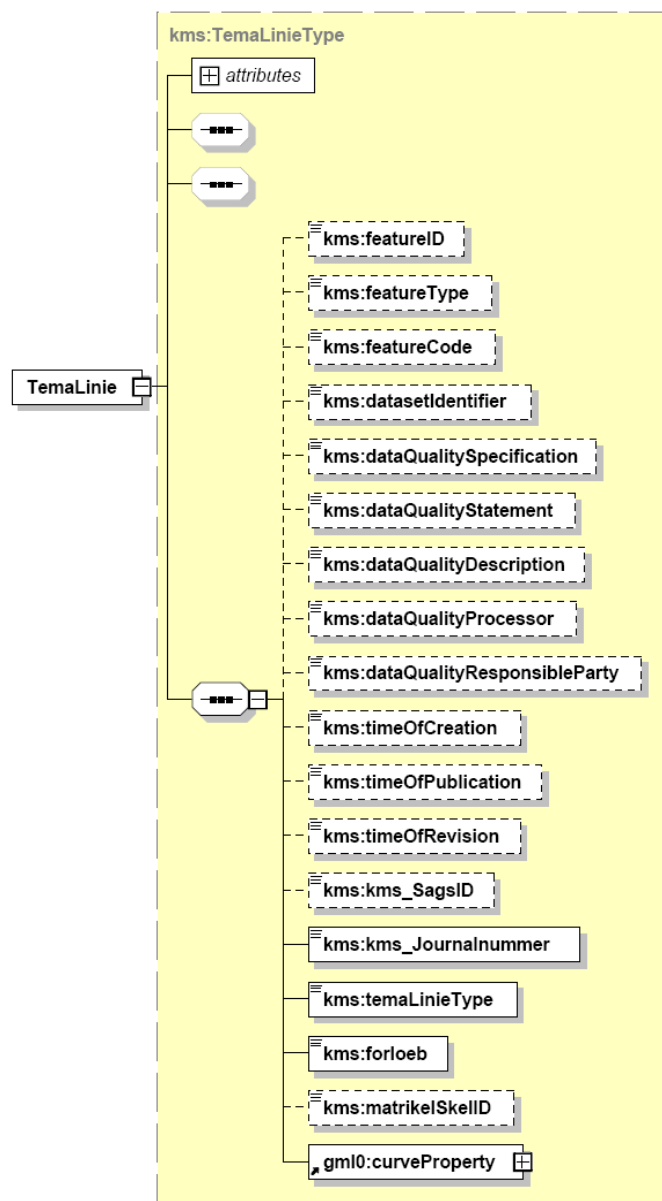 kms:TemaLinieType
attributes
kms:featureID
kms:featureType
kms:featureCode
TemaLinie
kms:datasetIdentifier
kms:dataQualitySpecification
kms:dataQualityStatement
kms:dataQualityDescription
kms:dataQualityProcessor
kms:dataQualityResponsibleParty
kms:timeOfCreation
kms:timeOfPublication
kms:timeOfRevision
kms:kms_SagsID
kms:kms_Journalnummer
kms:temaLinieType
kms:forloeb
kms:matrikelSkelID
gml0:curveProperty